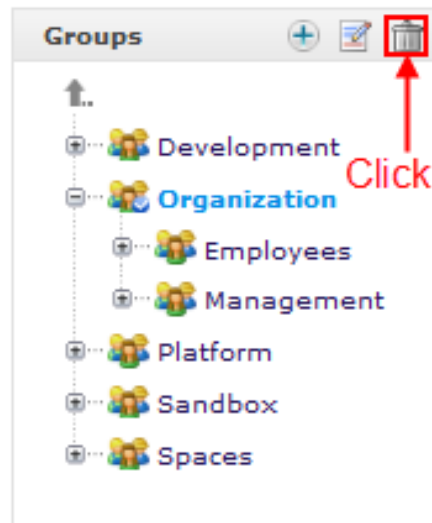 Groups
..
Development
Click
Organization
Employees
Management
Platform
Sandbox
Spaces